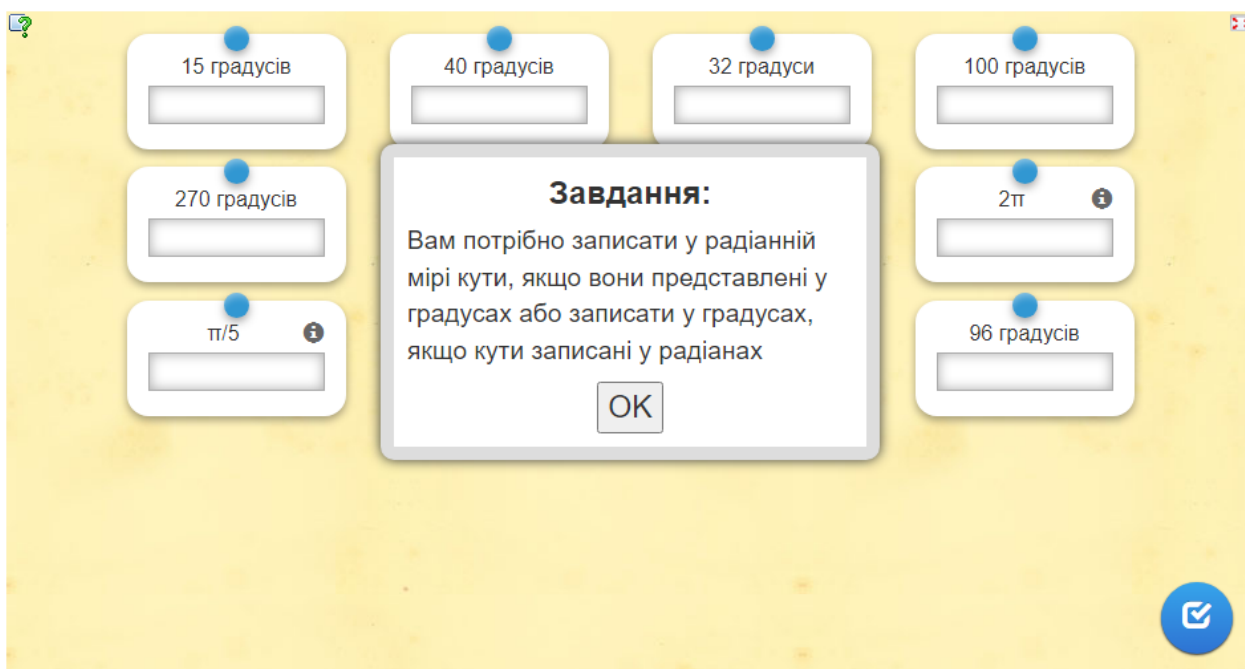 15 градусів
40 градусів
32 градуси
100 градусів
270 градусів
2π
π/5
96 градусів
Завдання:
Вам потрібно записати у радіанній
мірі кути, якщо вони представлені у
градусах або записати у градусах,
якщо кути записані у радіанах
OK